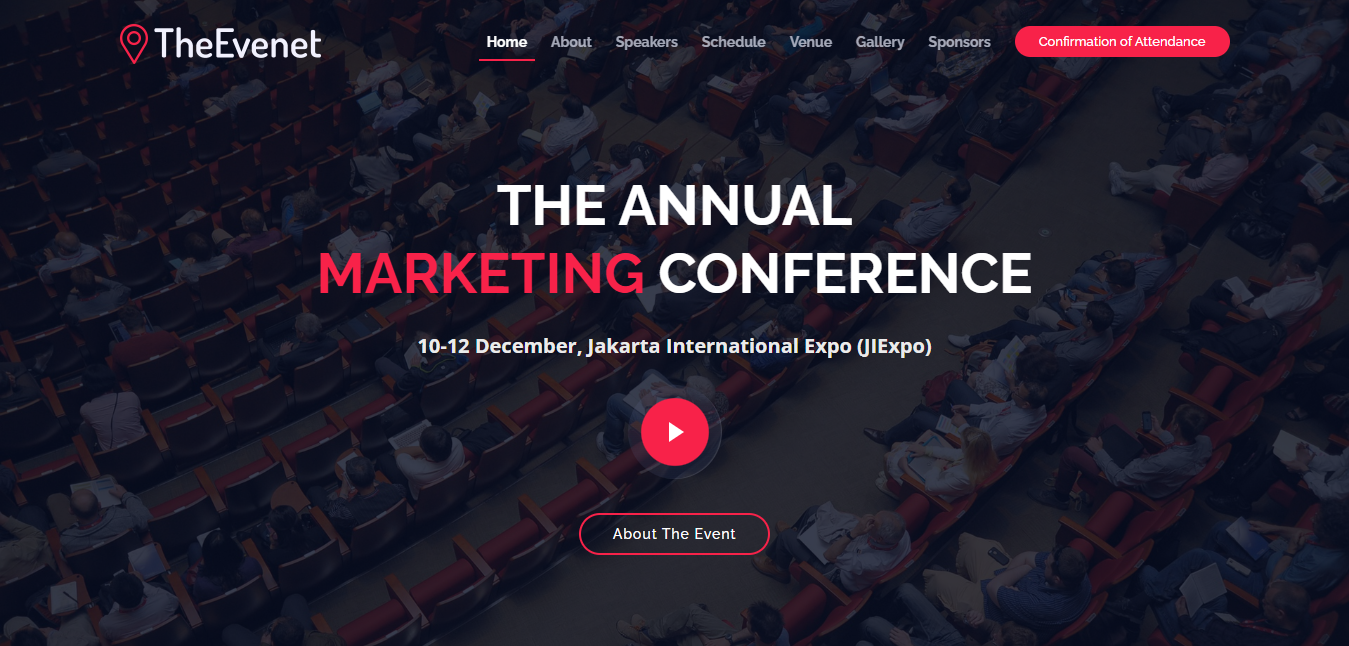 TheEvenet
Home About Speakers Schedule Venue Gallery Sponsors Confirmation of Attendance
THE ANNUAL
MARKETING CONFERENCE
10-12 December, Jakarta International Expo (JIExpo)
About The Event